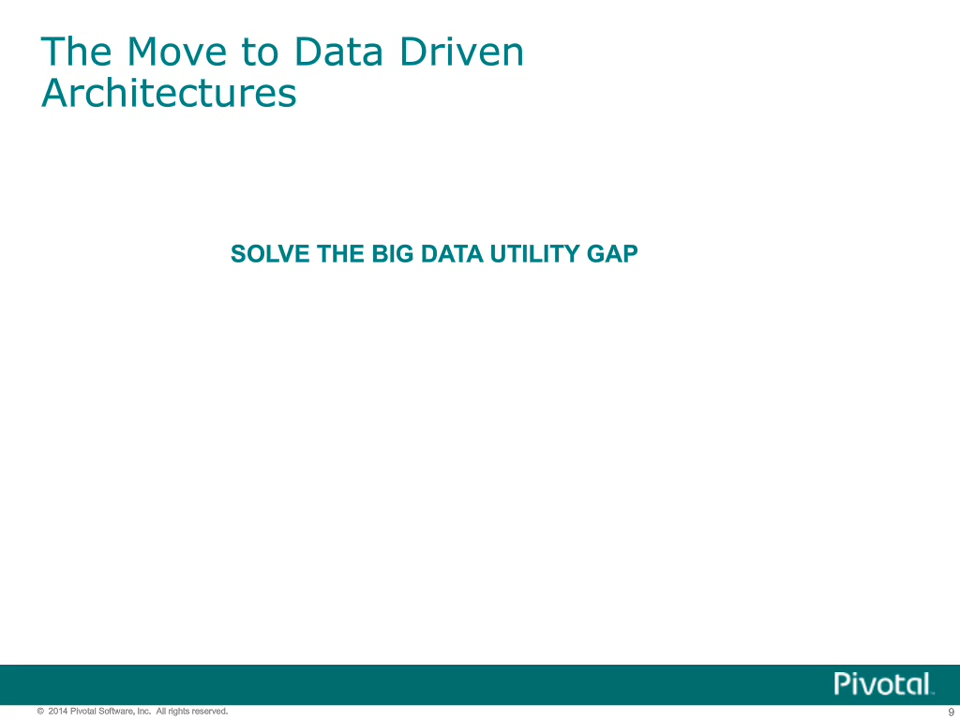 The Move to Data Driven
Architectures
SOLVE THE BIG DATA UTILITY GAP
Pivotal™
© 2014 Pivotal Software, Inc. All rights reserved.
9